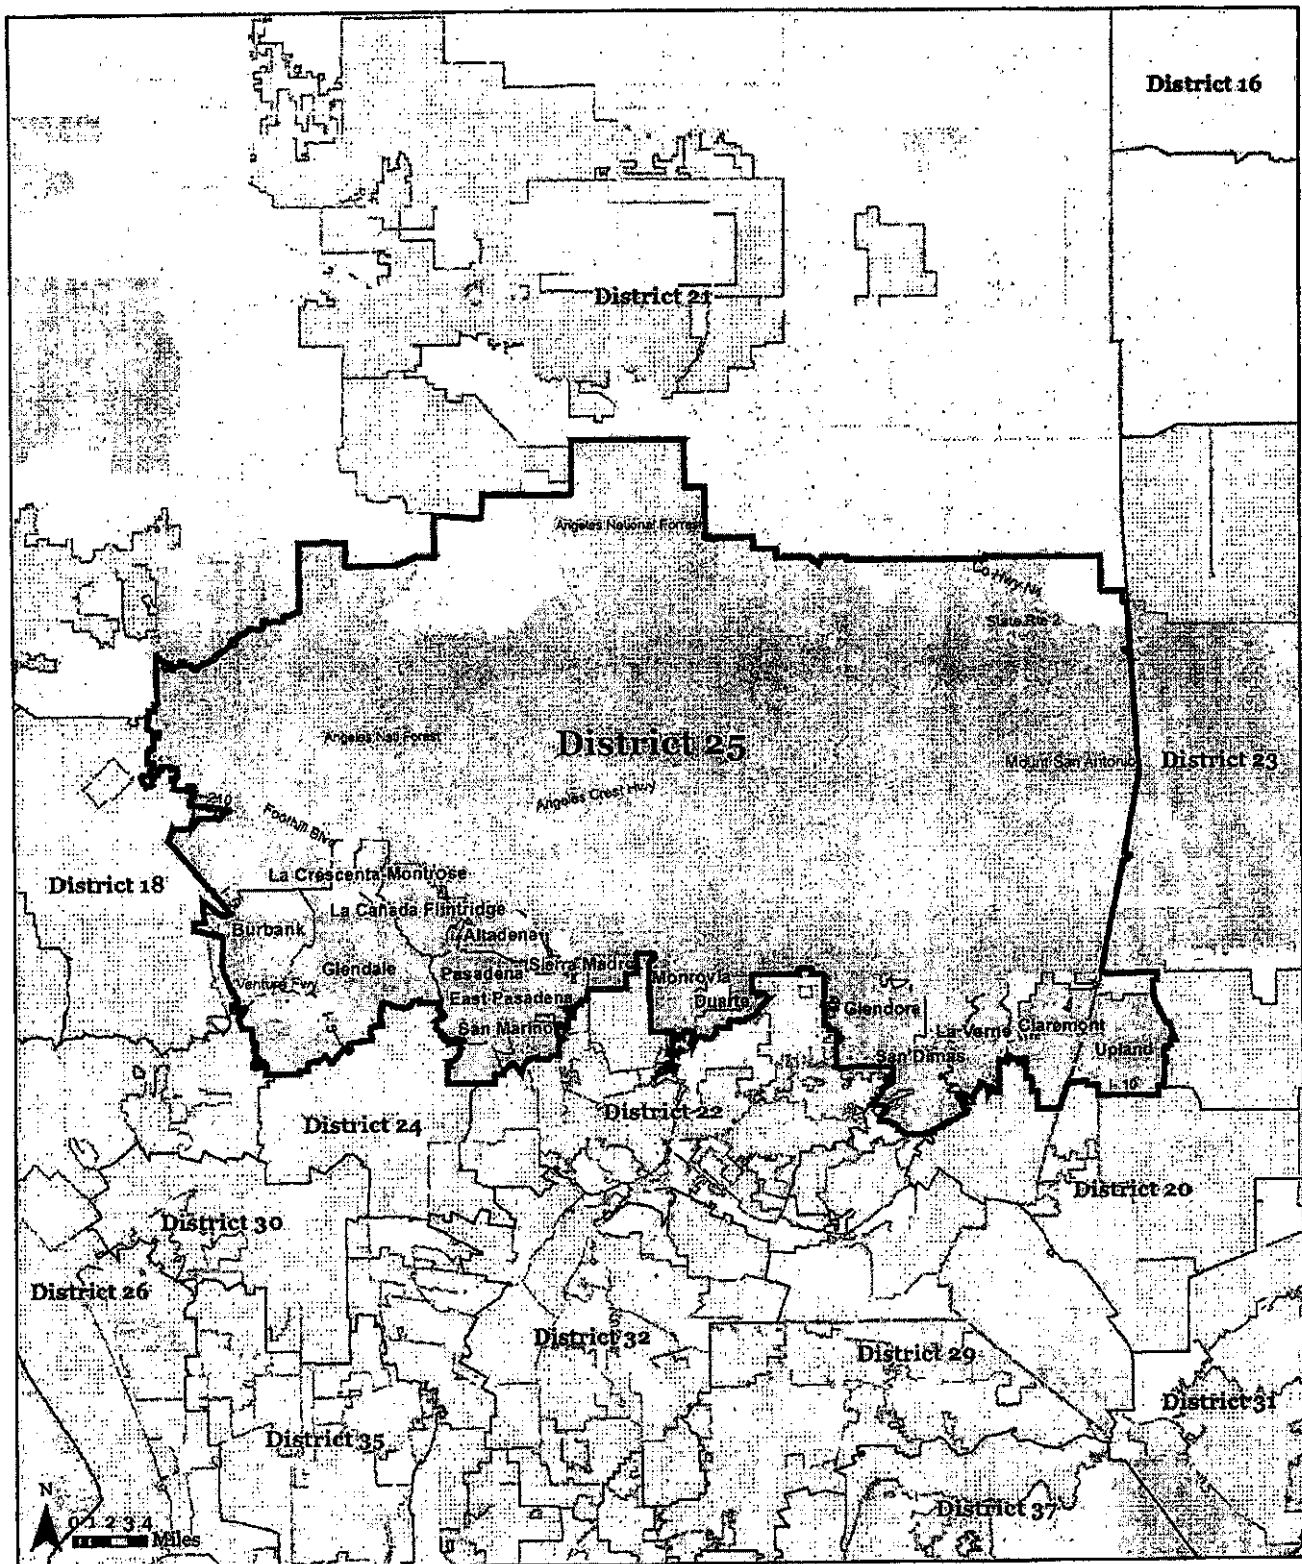 District 16
District 21
Angeles National Forrest
Co Hwy N4
State Rte 2
Angeles Natl Forest
District 25
Mount San Antonio
District 23
I-210
Angeles Crest Hwy
Foothill Blvd
La Crescenta-Montrose
District 18
La Canada Flintridge
Burbank
Altadena
Glendale
Pasadena
Sierra Madre
Monrovia
Ventura Fwy
East Pasadena
Duarte
Glendora
San Marino
La Verne
Claremont
San Dimas
Upland
I-10
District 24
District 22
District 20
District 30
District 26
District 32
District 29
District 31
District 35
District 37
N
0 1 2 3 4
Miles